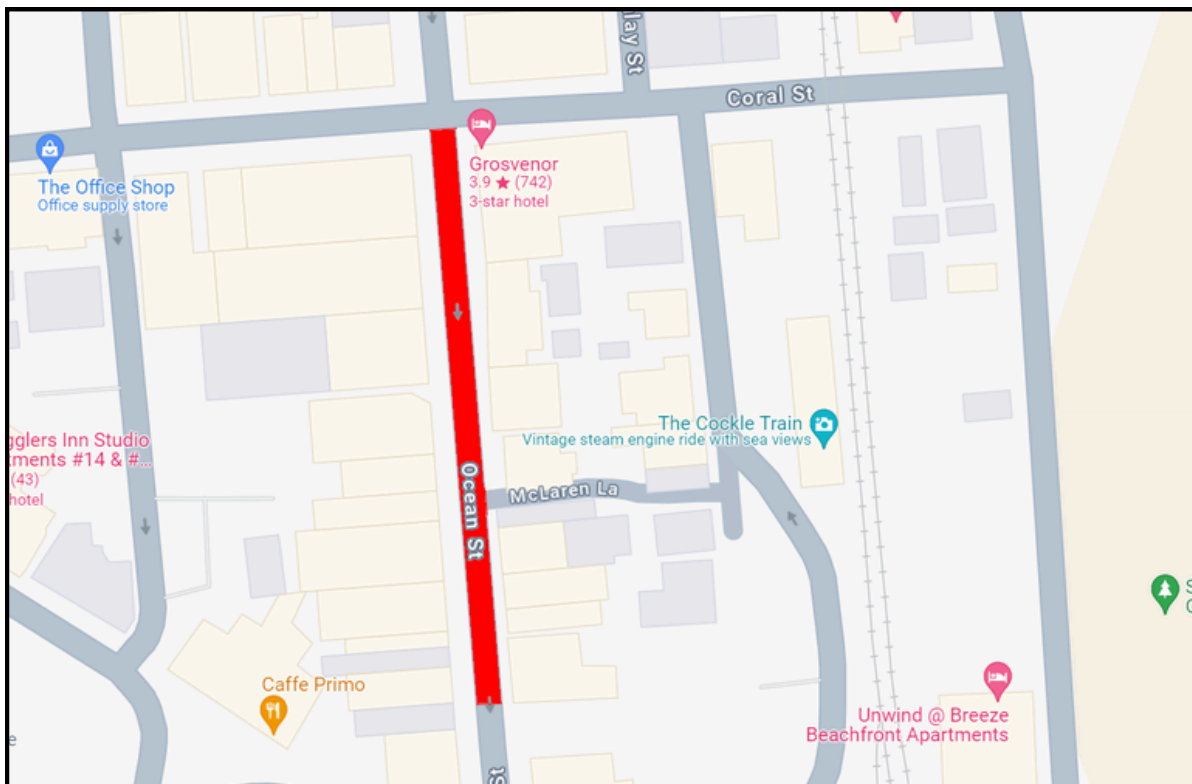 lay St
Coral St
Grosvenor
3.9 ★ (742)
3-star hotel
The Office Shop
Office supply store
The Cockle Train
Vintage steam engine ride with sea views
gglers Inn Studio
tments #14 & #...
(43)
hotel
Ocean St
McLaren La
Caffe Primo
Unwind @ Breeze
Beachfront Apartments
St